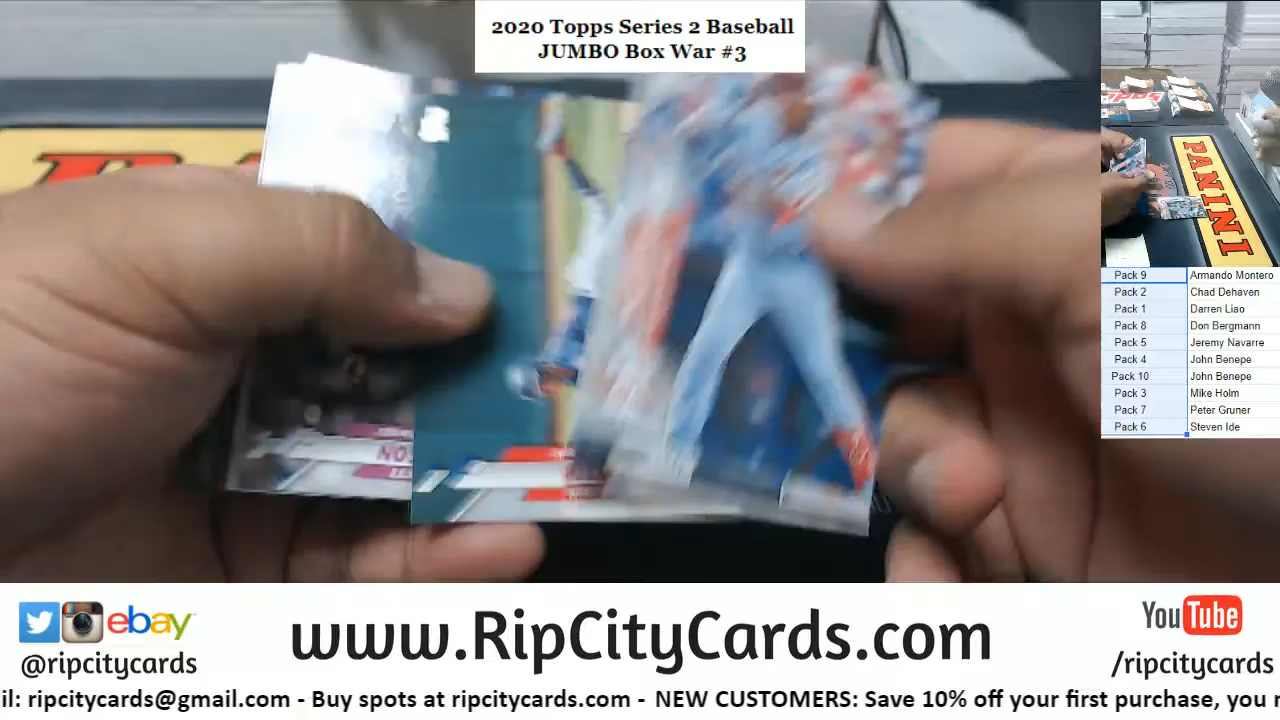 2020 Topps Series 2 Baseball
JUMBO Box War #3
PANINI
Pack 9 Armando Montero
Pack 2 Chad Dehaven
Pack 1 Darren Liao
Pack 8 Don Bergmann
Pack 5 Jeremy Navarre
Pack 4 John Benepe
Pack 10 John Benepe
Pack 3 Mike Holm
Pack 7 Peter Gruner
Pack 6 Steven Ide
ebay
@ripcitycards
www.RipCityCards.com
YouTube
/ripcitycards
il: ripcitycards@gmail.com - Buy spots at ripcitycards.com - NEW CUSTOMERS: Save 10% off your first purchase, you